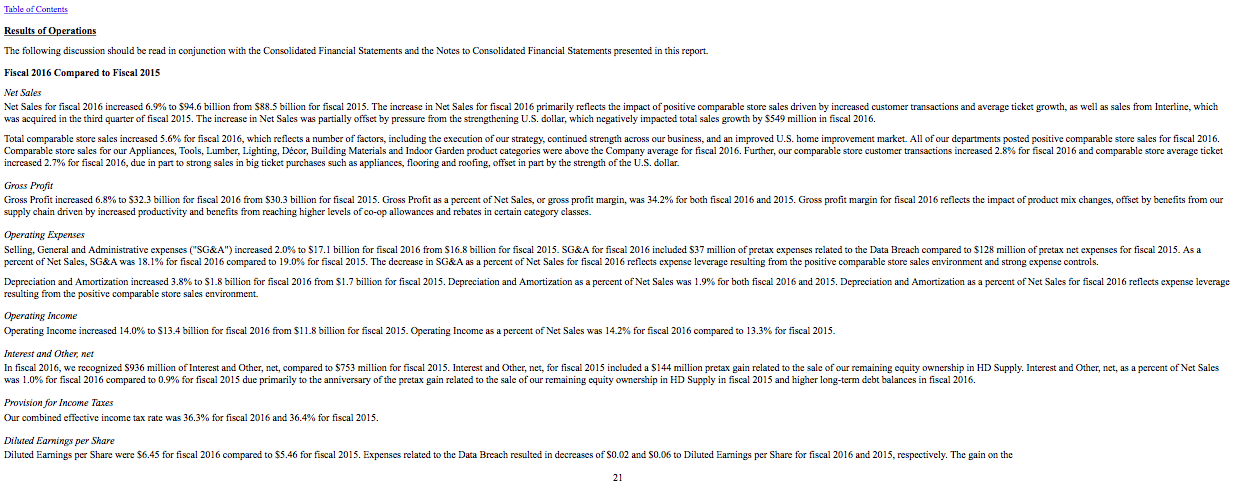 Table of Contents
Results of Operations
The following discussion should be read in conjunction with the Consolidated Financial Statements and the Notes to Consolidated Financial Statements presented in this report.
Fiscal 2016 Compared to Fiscal 2015
Net Sales
Net Sales for fiscal 2016 increased 6.9% to $94.6 billion from $88.5 billion for fiscal 2015. The increase in Net Sales for fiscal 2016 primarily reflects the impact of positive comparable store sales driven by increased customer transactions and average ticket growth, as well as sales from Interline, which
was acquired in the third quarter of fiscal 2015. The increase in Net Sales was partially offset by pressure from the strengthening U.S. dollar, which negatively impacted total sales growth by $549 million in fiscal 2016.
Total comparable store sales increased 5.6% for fiscal 2016, which reflects a number of factors, including the execution of our strategy, continued strength across our business, and an improved U.S. home improvement market. All of our departments posted positive comparable store sales for fiscal 2016.
Comparable store sales for our Appliances, Tools, Lumber, Lighting, Décor, Building Materials and Indoor Garden product categories were above the Company average for fiscal 2016. Further, our comparable store customer transactions increased 2.8% for fiscal 2016 and comparable store average ticket
increased 2.7% for fiscal 2016, due in part to strong sales in big ticket purchases such as appliances, flooring and roofing, offset in part by the strength of the U.S. dollar.
Gross Profit
Gross Profit increased 6.8% to $32.3 billion for fiscal 2016 from $30.3 billion for fiscal 2015. Gross Profit as a percent of Net Sales, or gross profit margin, was 34.2% for both fiscal 2016 and 2015. Gross profit margin for fiscal 2016 reflects the impact of product mix changes, offset by benefits from our
supply chain driven by increased productivity and benefits from reaching higher levels of co-op allowances and rebates in certain category classes.
Operating Expenses
Selling, General and Administrative expenses ("SG&A") increased 2.0% to $17.1 billion for fiscal 2016 from $16.8 billion for fiscal 2015. SG&A for fiscal 2016 included $37 million of pretax expenses related to the Data Breach compared to $128 million of pretax net expenses for fiscal 2015. As a
percent of Net Sales, SG&A was 18.1% for fiscal 2016 compared to 19.0% for fiscal 2015. The decrease in SG&A as a percent of Net Sales for fiscal 2016 reflects expense leverage resulting from the positive comparable store sales environment and strong expense controls.
Depreciation and Amortization increased 3.8% to $1.8 billion for fiscal 2016 from $1.7 billion for fiscal 2015. Depreciation and Amortization as a percent of Net Sales was 1.9% for both fiscal 2016 and 2015. Depreciation and Amortization as a percent of Net Sales for fiscal 2016 reflects expense leverage
resulting from the positive comparable store sales environment.
Operating Income
Operating Income increased 14.0% to $13.4 billion for fiscal 2016 from $11.8 billion for fiscal 2015. Operating Income as a percent of Net Sales was 14.2% for fiscal 2016 compared to 13.3% for fiscal 2015.
Interest and Other, net
In fiscal 2016, we recognized $936 million of Interest and Other, net, compared to $753 million for fiscal 2015. Interest and Other, net, for fiscal 2015 included a $144 million pretax gain related to the sale of our remaining equity ownership in HD Supply. Interest and Other, net, as a percent of Net Sales
was 1.0% for fiscal 2016 compared to 0.9% for fiscal 2015 due primarily to the anniversary of the pretax gain related to the sale of our remaining equity ownership in HD Supply in fiscal 2015 and higher long-term debt balances in fiscal 2016.
Provision for Income Taxes
Our combined effective income tax rate was 36.3% for fiscal 2016 and 36.4% for fiscal 2015.
Diluted Earnings per Share
Diluted Earnings per Share were $6.45 for fiscal 2016 compared to $5.46 for fiscal 2015. Expenses related to the Data Breach resulted in decreases of $0.02 and $0.06 to Diluted Earnings per Share for fiscal 2016 and 2015, respectively. The gain on the
21